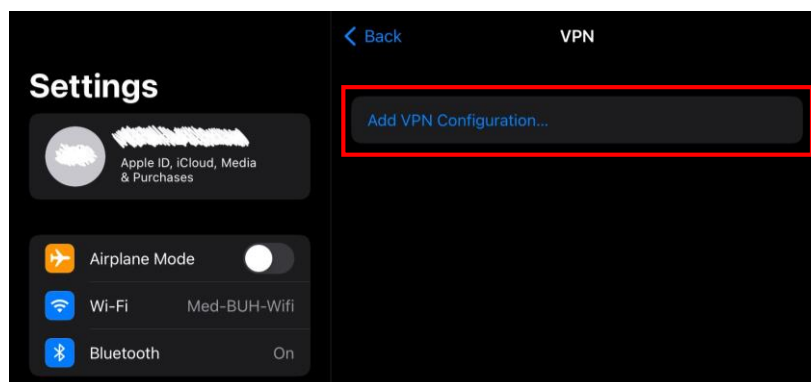 Settings
Apple ID, iCloud, Media
& Purchases
Airplane Mode
Wi-Fi Med-BUH-Wifi
Bluetooth On
Back VPN
Add VPN Configuration...